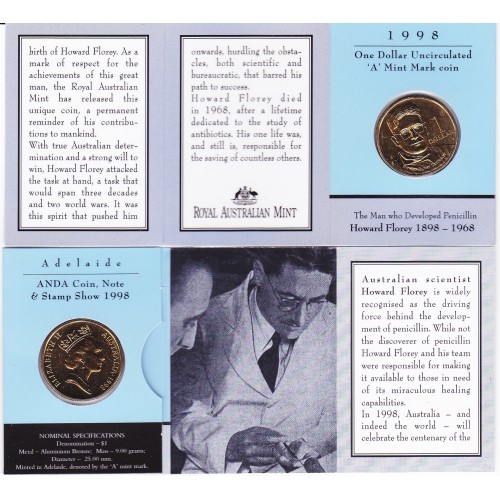 birth of Howard Florey. As a
mark of respect for the
achievements of this great
man, the Royal Australian
Mint has released this
unique coin, a permanent
reminder of his contribu-
tions to mankind.
With true Australian deter-
mination and a strong will to
win, Howard Florey attacked
the task at hand, a task that
would span three decades
and two world wars. It was
this spirit that pushed him
onwards, hurdling the obsta-
cles, both scientific and
bureaucratic, that barred his
path to success.
Howard Florey died
in 1968, after a lifetime
dedicated to the study of
antibiotics. His one life was,
and still is, responsible for
the saving of countless others.
ROYAL AUSTRALIAN MINT
1998
One Dollar Uncirculated
'A' Mint Mark coin
1
DOLLAR
The Man who Developed Penicillin
Howard Florey 1898 – 1968
Adelaide
ANDA Coin, Note
& Stamp Show 1998
ELIZABETH II AUSTRALIA 1998
NOMINAL SPECIFICATIONS
Denomination – $1
Metal – Aluminium Bronze: Mass – 9.00 grams;
Diameter – 25.00 mm.
Minted in Adelaide, denoted by the 'A' mint mark.
Australian scientist
Howard Florey is widely
recognised as the driving
force behind the develop-
ment of penicillin. While not
the discoverer of penicillin
Howard Florey and his team
were responsible for making
it available to those in need
of its miraculous healing
capabilities.
In 1998, Australia – and
indeed the world – will
celebrate the centenary of the